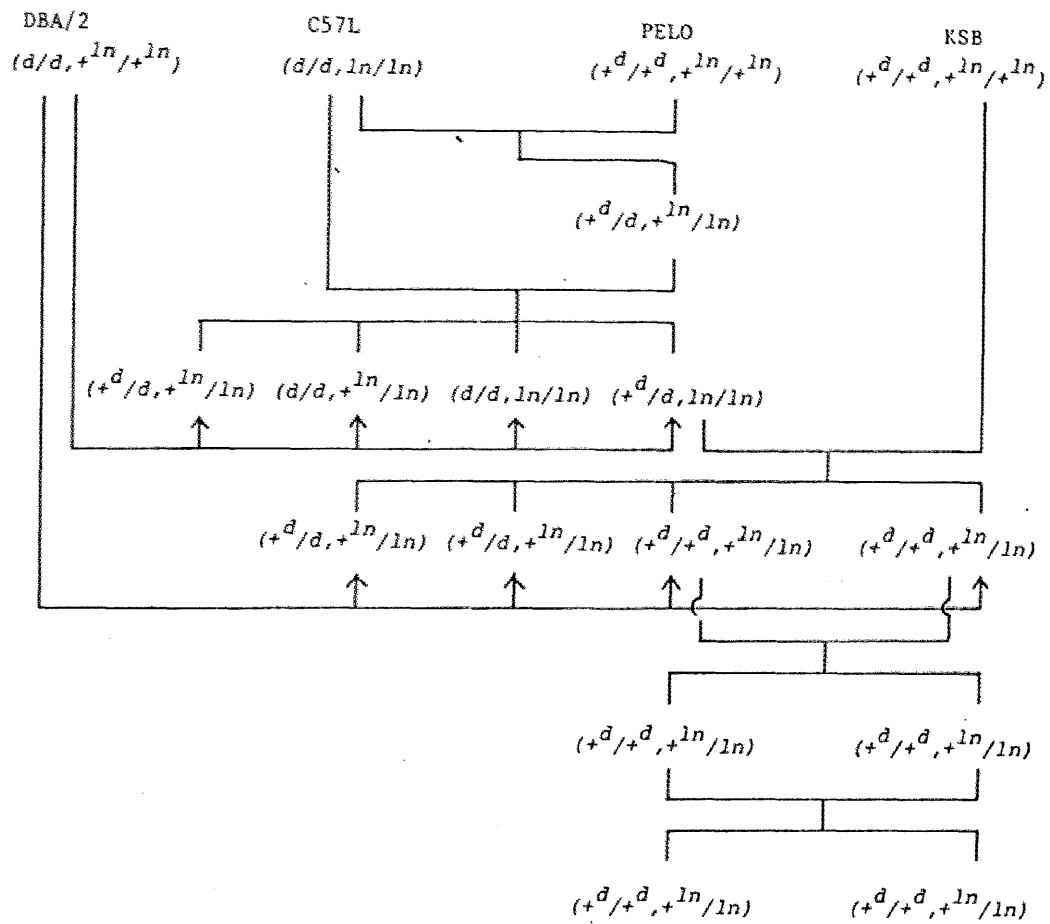 DBA/2 C57L PELO KSB
(d/d,+ln/+ln) (d/d,ln/ln) (+d/+d,+ln/+ln) (+d/+d,+ln/+ln)
(+d/d,+ln/ln)
(+d/d,+ln/ln) (d/d,+ln/ln) (d/d,ln/ln) (+d/d,ln/ln)
(+d/d,+ln/ln) (+d/d,+ln/ln) (+d/+d,+ln/ln) (+d/+d,+ln/ln)
(+d/+d,+ln/ln) (+d/+d,+ln/ln)
(+d/+d,+ln/ln) (+d/+d,+ln/ln)